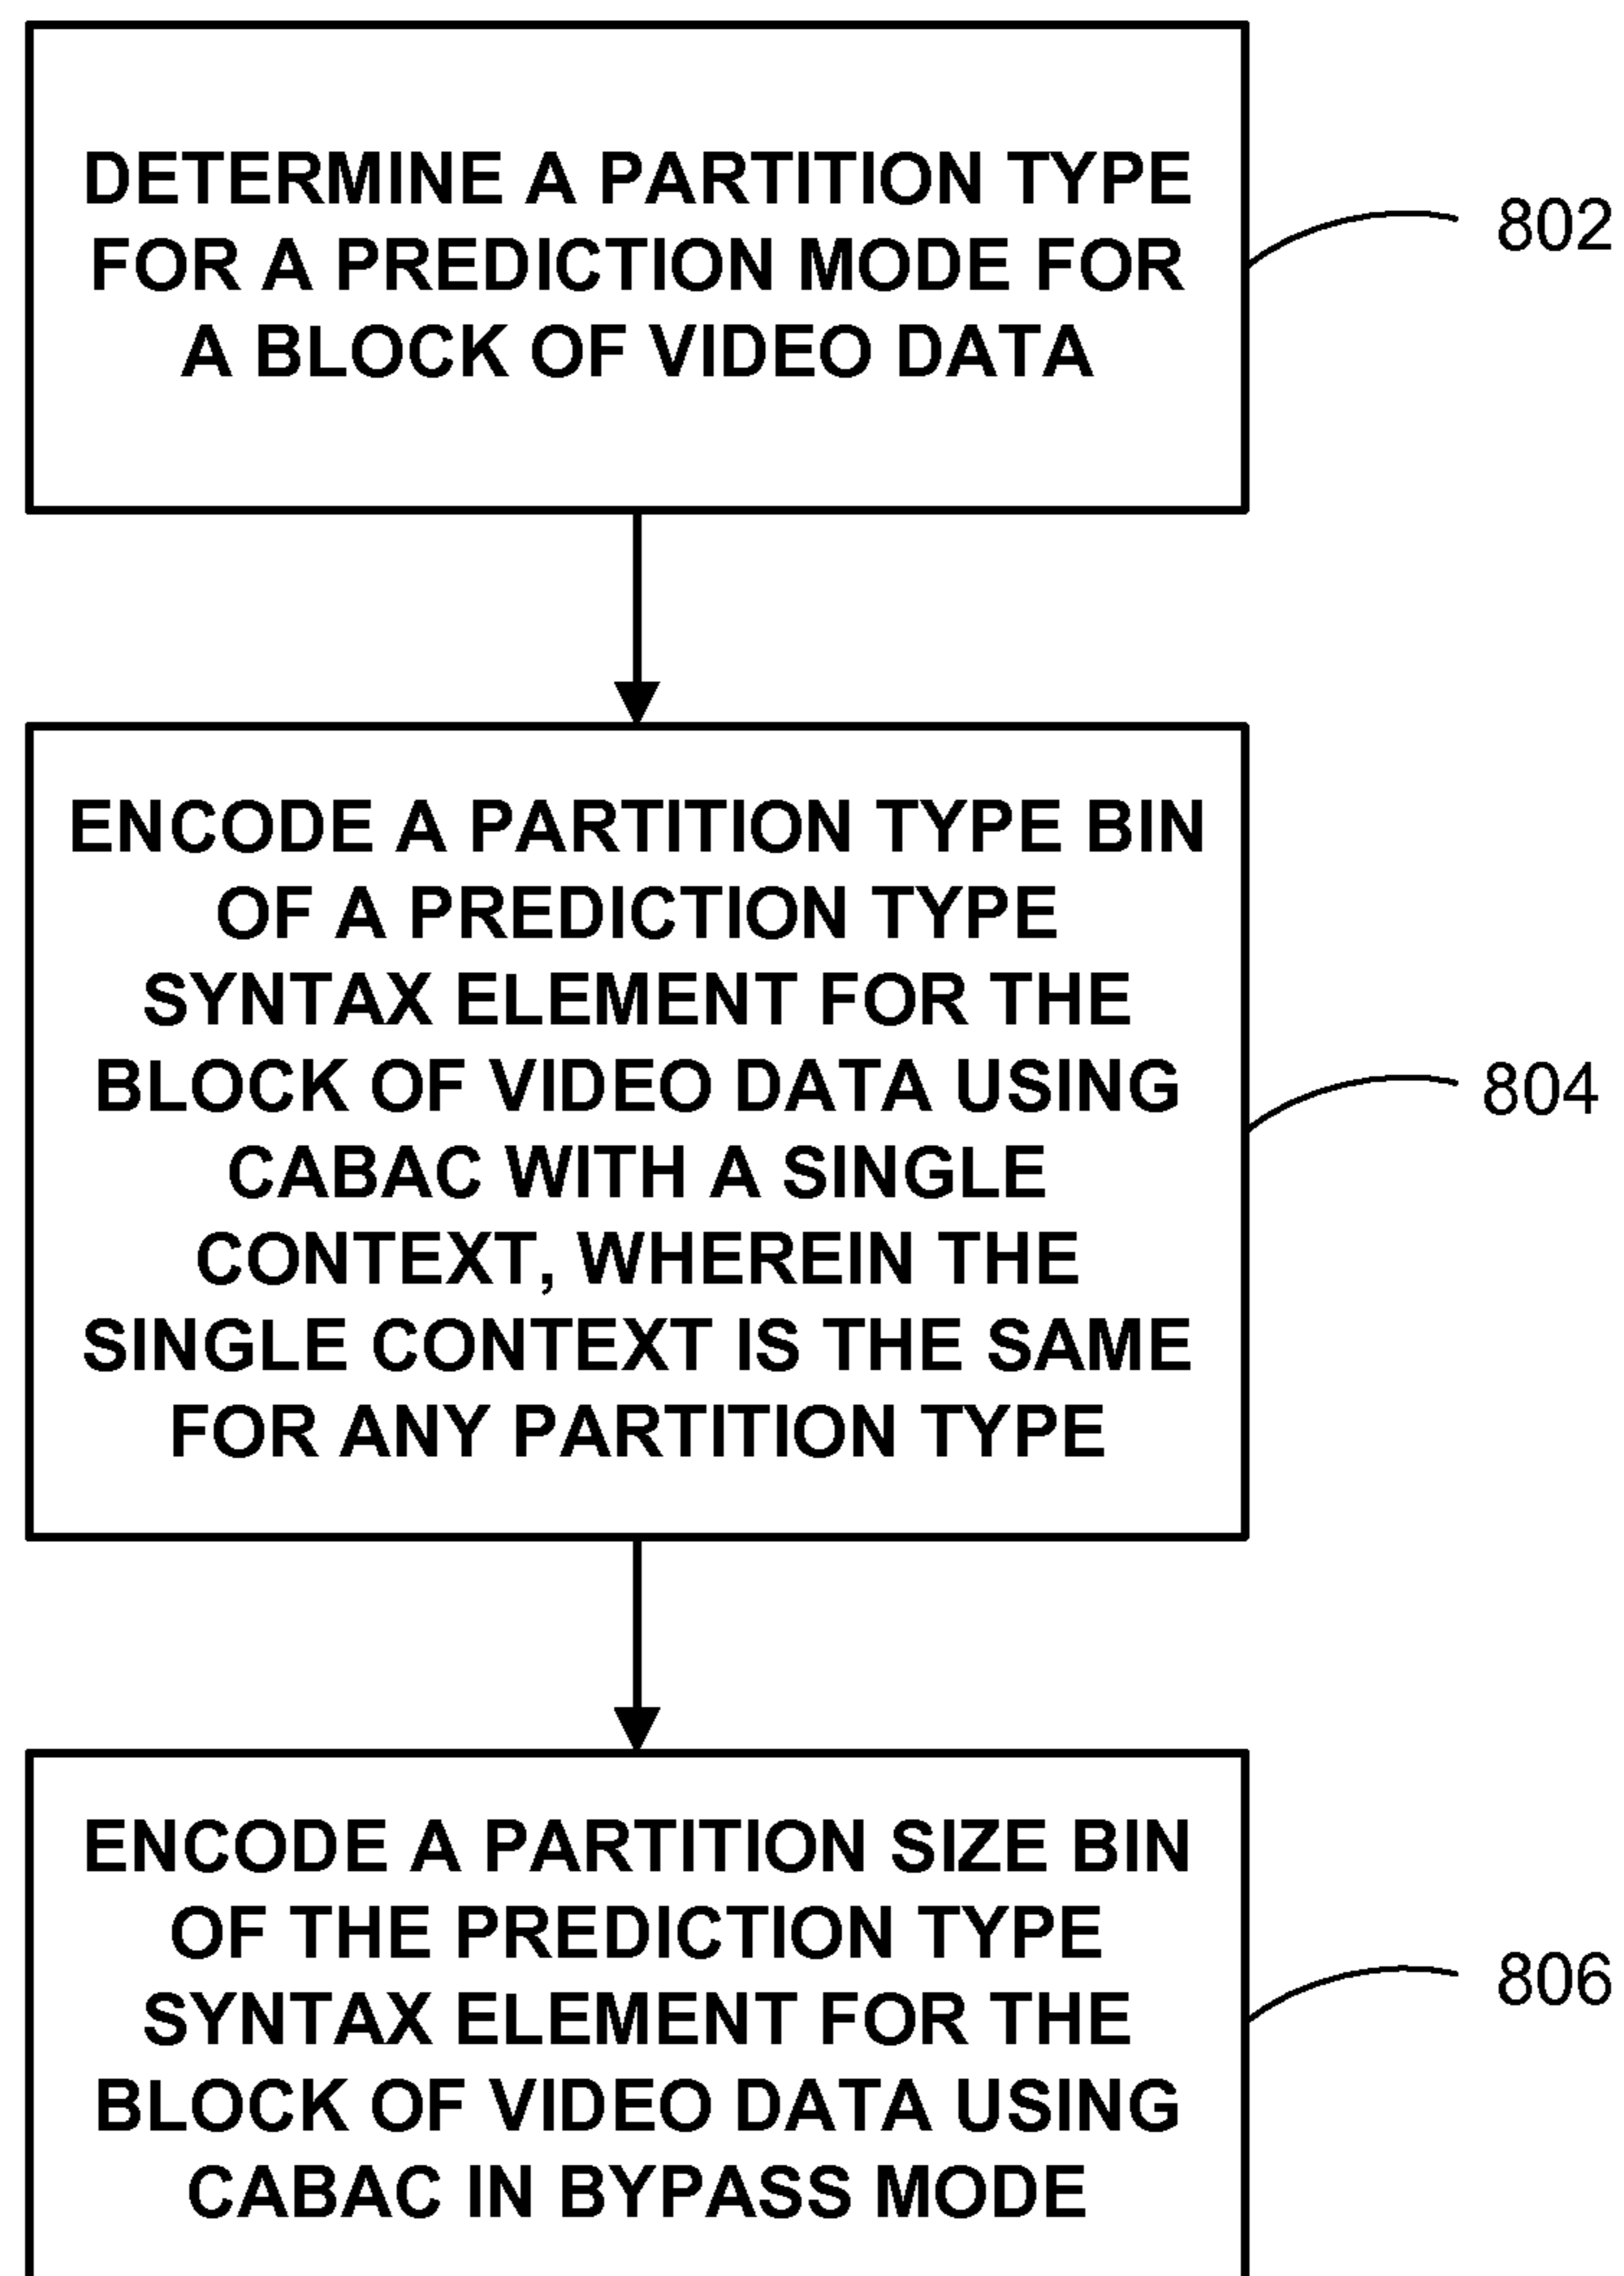 DETERMINE A PARTITION TYPE
FOR A PREDICTION MODE FOR
A BLOCK OF VIDEO DATA
802
ENCODE A PARTITION TYPE BIN
OF A PREDICTION TYPE
SYNTAX ELEMENT FOR THE
BLOCK OF VIDEO DATA USING
CABAC WITH A SINGLE
CONTEXT, WHEREIN THE
SINGLE CONTEXT IS THE SAME
FOR ANY PARTITION TYPE
804
ENCODE A PARTITION SIZE BIN
OF THE PREDICTION TYPE
SYNTAX ELEMENT FOR THE
BLOCK OF VIDEO DATA USING
CABAC IN BYPASS MODE
806